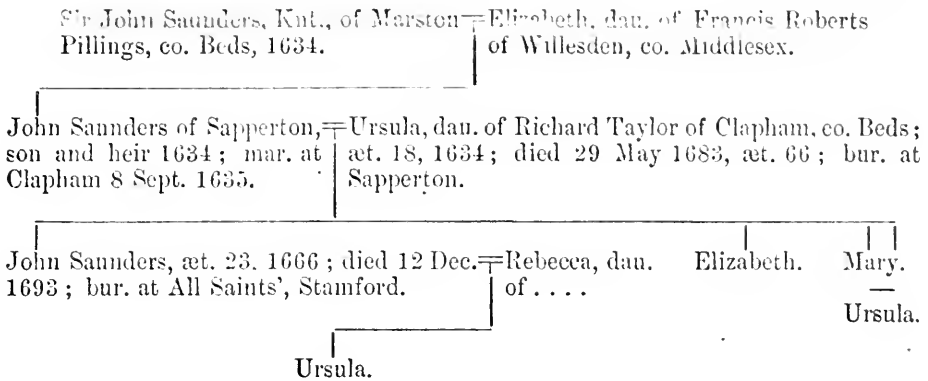 Sir John Saunders, Knt., of Marston=Elizabeth, dau. of Francis Roberts
Pillings, co. Beds, 1634. of Willesden, co. Middlesex.
John Saunders of Sapperton,=Ursula, dau. of Richard Taylor of Clapham, co. Beds;
son and heir 1634; mar. at æt. 18, 1634; died 29 May 1683, æt. 66; bur. at
Clapham 8 Sept. 1635. Sapperton.
John Saunders, æt. 23. 1666; died 12 Dec.=Rebecca, dau. Elizabeth. Mary.
1693; bur. at All Saints', Stamford. of .... —
Ursula.
Ursula.